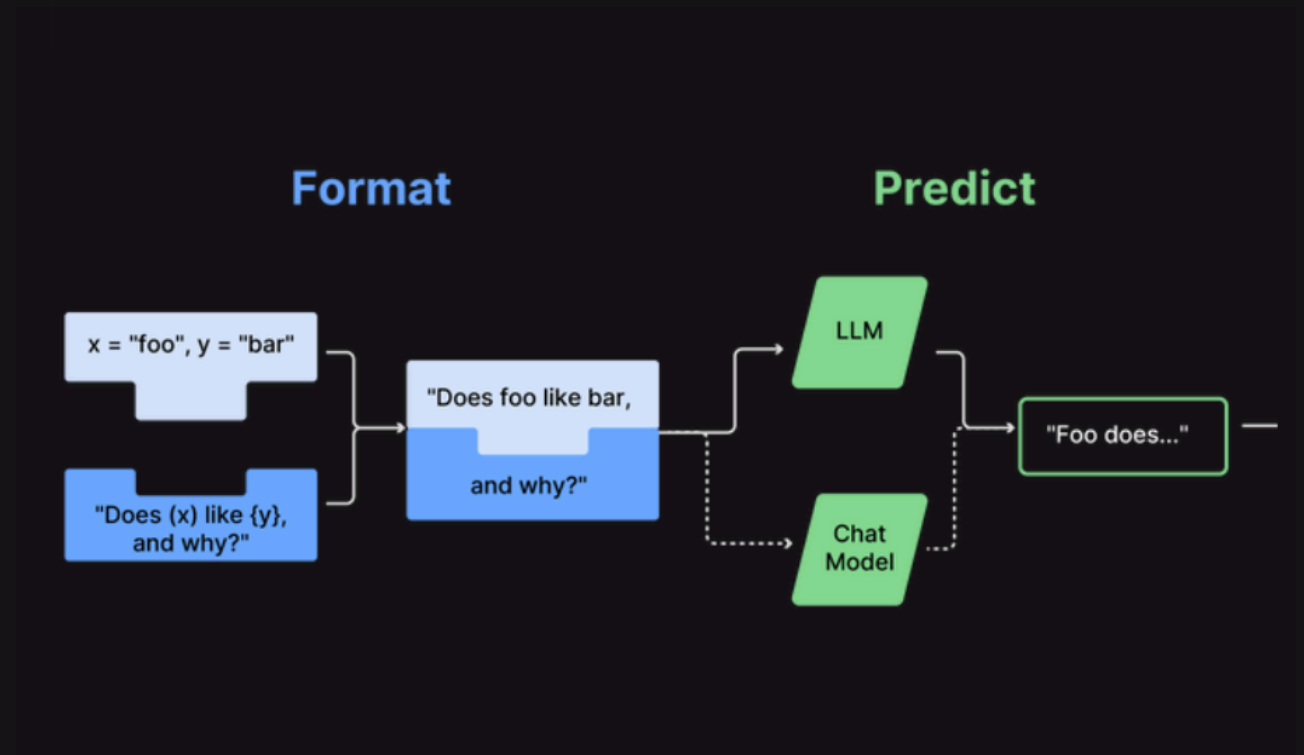 Format
Predict
x = "foo", y = "bar"
"Does (x) like {y},
and why?"
"Does foo like bar,
and why?"
LLM
Chat
Model
"Foo does..."